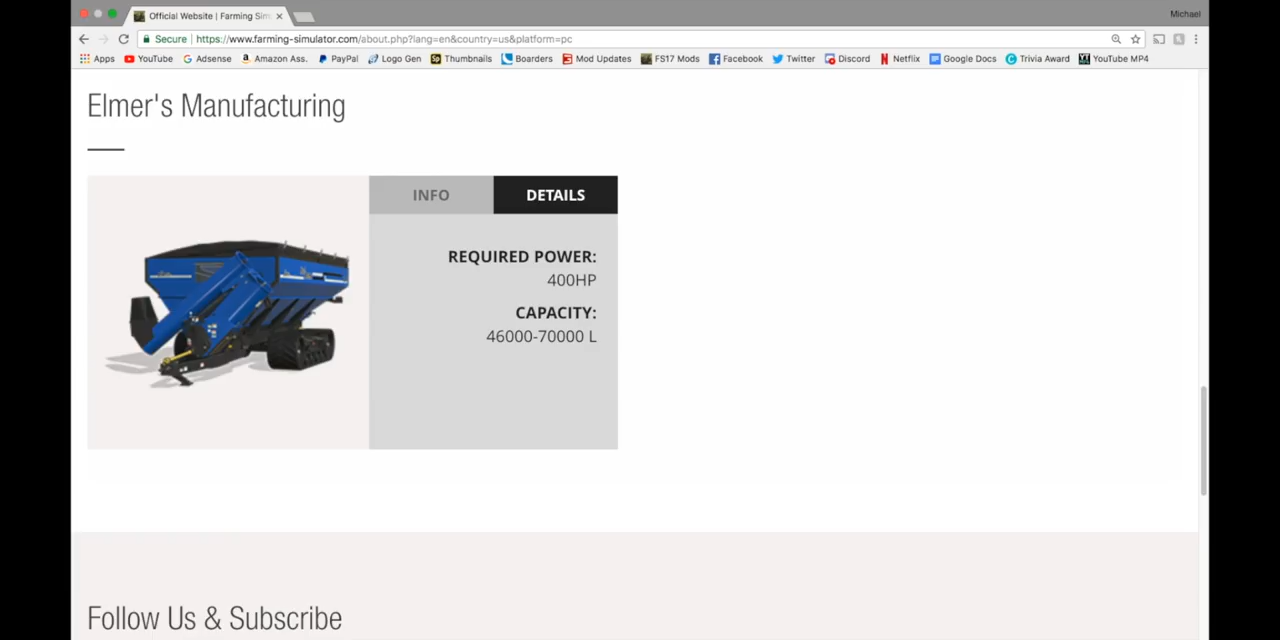 Official Website | Farming Sim
Michael
Secure | https://www.farming-simulator.com/about.php?lang=en&country=us&platform=pc
Apps YouTube Adsense Amazon Ass. PayPal Logo Gen Thumbnails Boarders Mod Updates FS17 Mods Facebook Twitter Discord Netflix Google Docs Trivia Award YouTube MP4
Elmer's Manufacturing
INFO DETAILS
REQUIRED POWER:
400HP
CAPACITY:
46000-70000 L
Follow Us & Subscribe